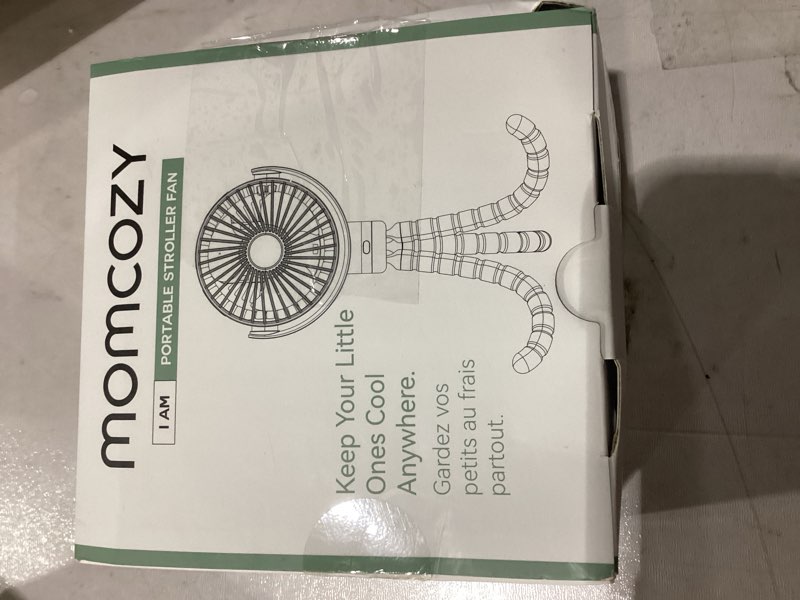 momcozy
I AM PORTABLE STROLLER FAN
Keep Your Little
Ones Cool
Anywhere.
Gardez vos
petits au frais
partout.